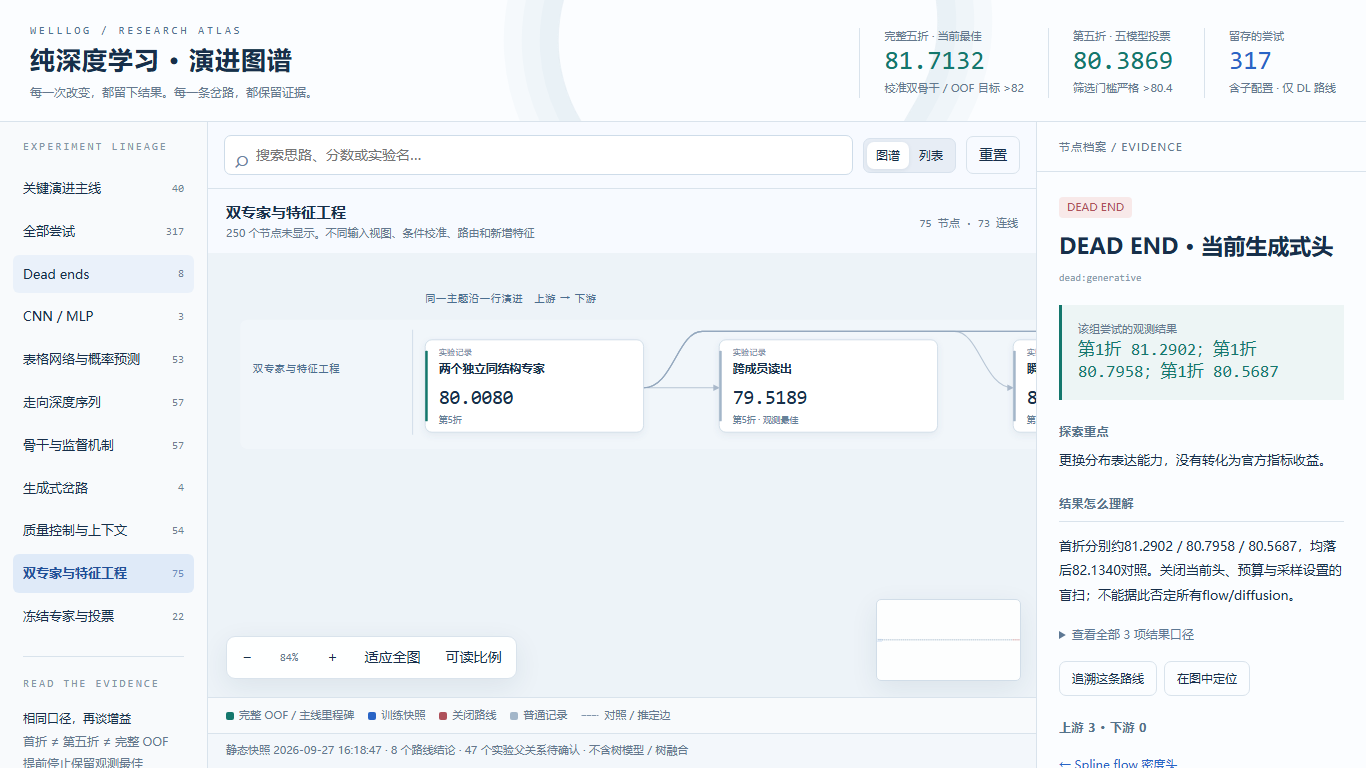 WELLLOG / RESEARCH ATLAS
纯深度学习 · 演进图谱
每一次改变，都留下结果。每一条岔路，都保留证据。
完整五折 · 当前最佳
81.7132
校准双骨干 / OOF 目标 >82
第五折 · 五模型投票
80.3869
筛选门槛严格 >80.4
留存的尝试
317
含子配置 · 仅 DL 路线
EXPERIMENT LINEAGE
关键演进主线 40
全部尝试 317
Dead ends 8
CNN / MLP 3
表格网络与概率预测 53
走向深度序列 57
骨干与监督机制 57
生成式岔路 4
质量控制与上下文 54
双专家与特征工程 75
冻结专家与投票 22
READ THE EVIDENCE
相同口径，再谈增益
首折 ≠ 第五折 ≠ 完整 OOF
提前停止保留观测最佳
搜索思路、分数或实验名...
图谱 列表 重置
双专家与特征工程
250 个节点未显示。不同输入视图、条件校准、路由和新增特征
75 节点 · 73 连线
同一主题沿一行演进 上游 → 下游
双专家与特征工程
实验记录
两个独立同结构专家
80.0080
第5折
实验记录
跨成员读出
79.5189
第5折 · 观测最佳
− 84% + 适应全图 可读比例
完整 OOF / 主线里程碑 训练快照 关闭路线 普通记录 对照 / 推定边
静态快照 2026-09-27 16:18:47 · 8 个路线结论 · 47 个实验父关系待确认 · 不含树模型 / 树融合
节点档案 / EVIDENCE
DEAD END
DEAD END · 当前生成式头
dead:generative
该组尝试的观测结果
第1折 81.2902; 第1折
80.7958; 第1折 80.5687
探索重点
更换分布表达能力，没有转化为官方指标收益。
结果怎么理解
首折分别约81.2902 / 80.7958 / 80.5687，均落
后82.1340对照。关闭当前头、预算与采样设置的
盲扫；不能据此否定所有flow/diffusion。
▶ 查看全部 3 项结果口径
追溯这条路线 在图中定位
上游 3 · 下游 0
← Spline flow 密度头